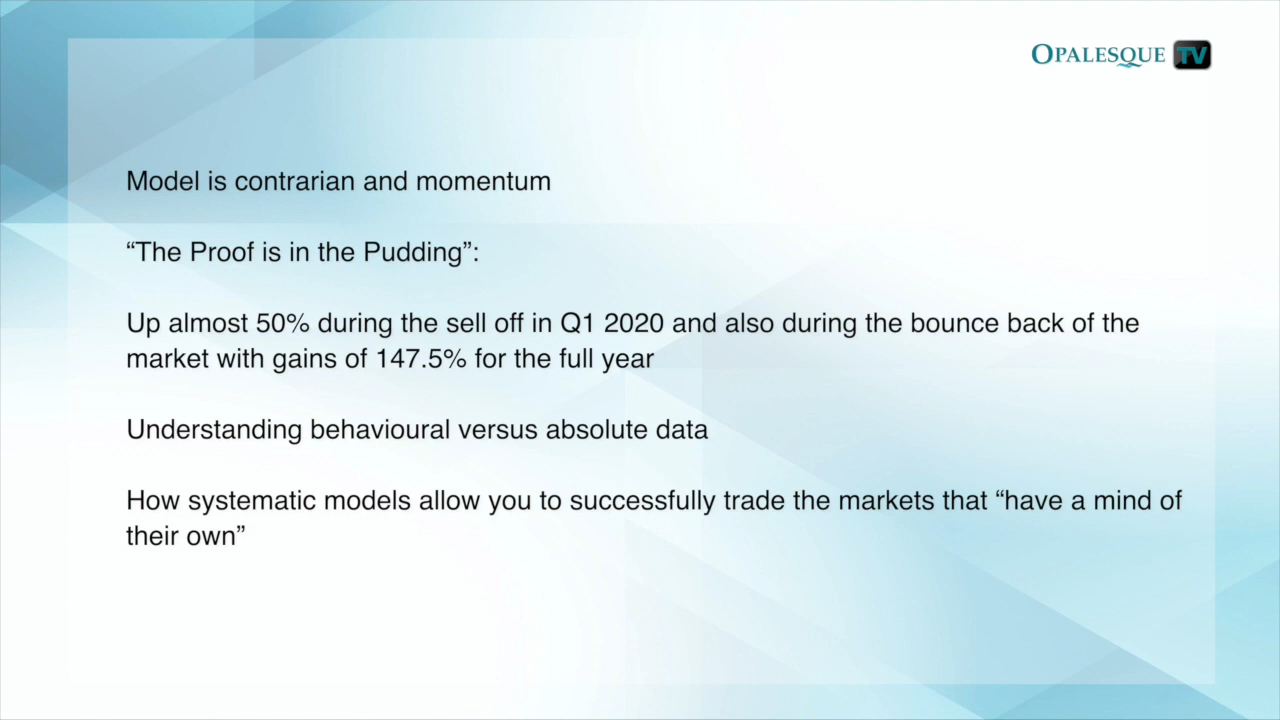 OPALESQUE TV
Model is contrarian and momentum
“The Proof is in the Pudding”:
Up almost 50% during the sell off in Q1 2020 and also during the bounce back of the
market with gains of 147.5% for the full year
Understanding behavioural versus absolute data
How systematic models allow you to successfully trade the markets that “have a mind of
their own”